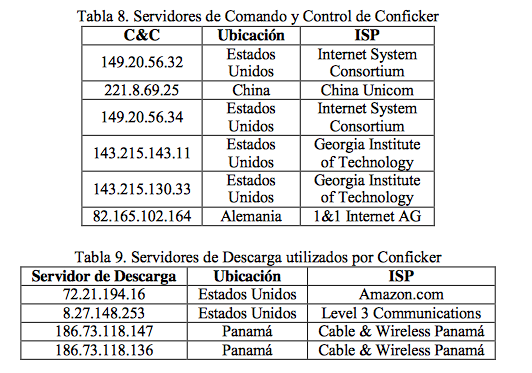 Tabla 8. Servidores de Comando y Control de Conficker
C&C Ubicación ISP
149.20.56.32 Estados Unidos Internet System Consortium
221.8.69.25 China China Unicom
149.20.56.34 Estados Unidos Internet System Consortium
143.215.143.11 Estados Unidos Georgia Institute of Technology
143.215.130.33 Estados Unidos Georgia Institute of Technology
82.165.102.164 Alemania 1&1 Internet AG
Tabla 9. Servidores de Descarga utilizados por Conficker
Servidor de Descarga Ubicación ISP
72.21.194.16 Estados Unidos Amazon.com
8.27.148.253 Estados Unidos Level 3 Communications
186.73.118.147 Panamá Cable & Wireless Panamá
186.73.118.136 Panamá Cable & Wireless Panamá